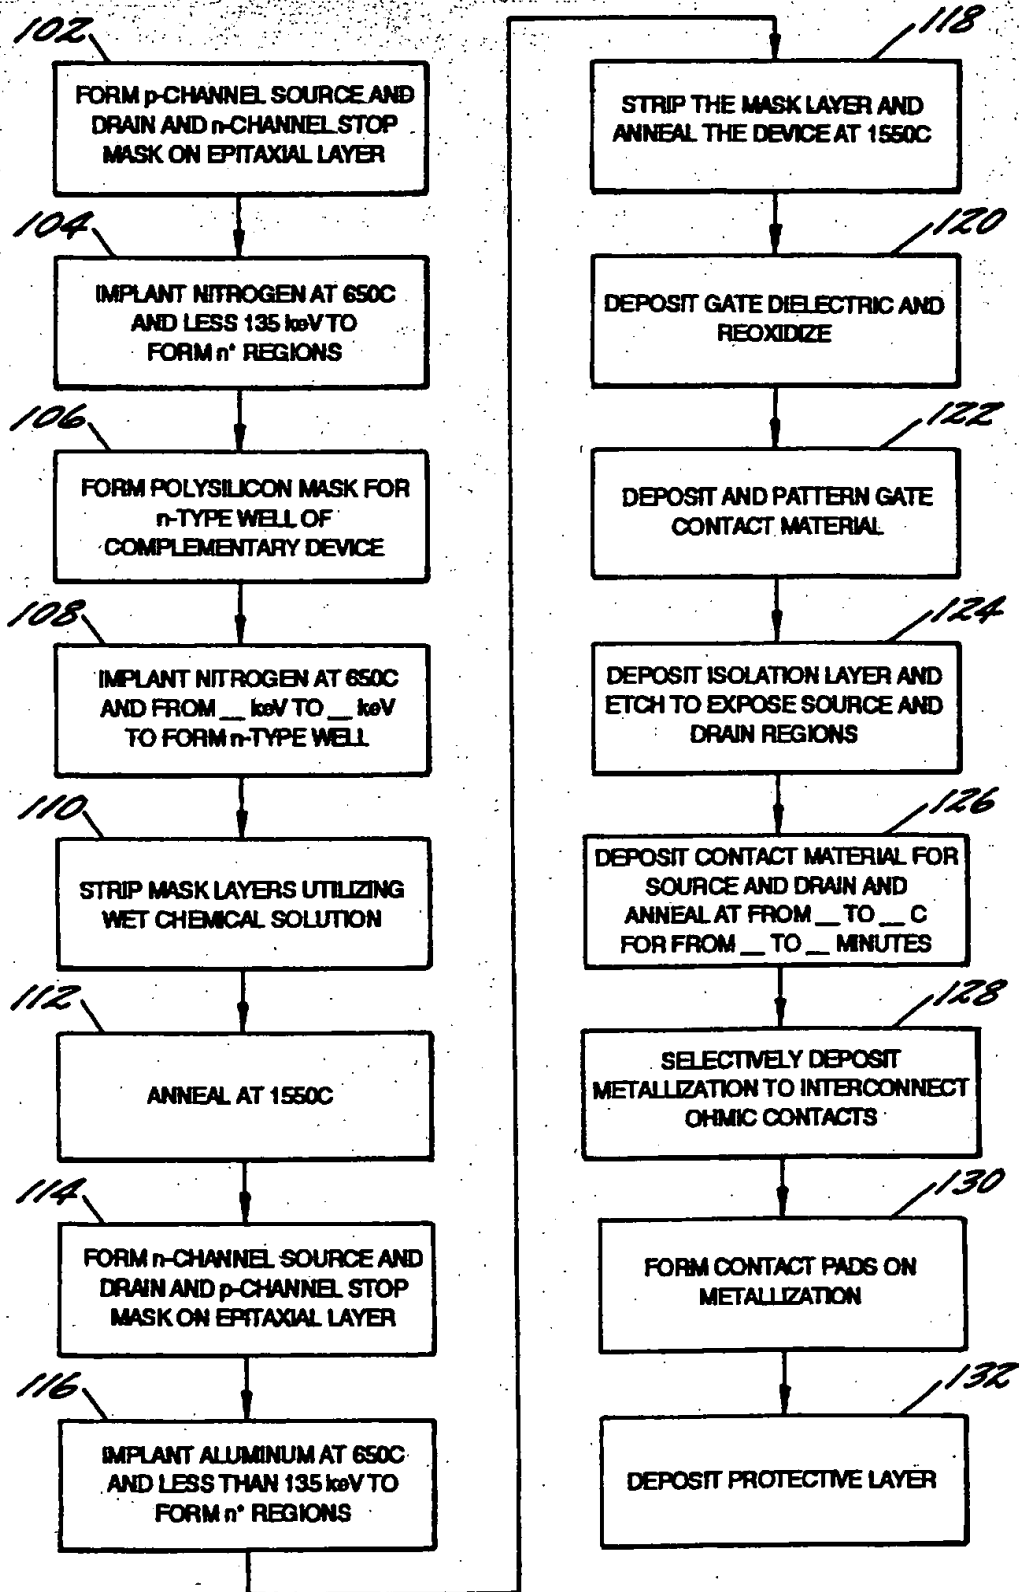 102
FORM p-CHANNEL SOURCE AND
DRAIN AND n-CHANNEL STOP
MASK ON EPITAXIAL LAYER
104
IMPLANT NITROGEN AT 650C
AND LESS 135 keV TO
FORM n+ REGIONS
106
FORM POLYSILICON MASK FOR
n-TYPE WELL OF
COMPLEMENTARY DEVICE
108
IMPLANT NITROGEN AT 650C
AND FROM __ keV TO __ keV
TO FORM n-TYPE WELL
110
STRIP MASK LAYERS UTILIZING
WET CHEMICAL SOLUTION
112
ANNEAL AT 1550C
114
FORM n-CHANNEL SOURCE AND
DRAIN AND p-CHANNEL STOP
MASK ON EPITAXIAL LAYER
116
IMPLANT ALUMINUM AT 650C
AND LESS THAN 135 keV TO
FORM n+ REGIONS
118
STRIP THE MASK LAYER AND
ANNEAL THE DEVICE AT 1550C
120
DEPOSIT GATE DIELECTRIC AND
REOXIDIZE
122
DEPOSIT AND PATTERN GATE
CONTACT MATERIAL
124
DEPOSIT ISOLATION LAYER AND
ETCH TO EXPOSE SOURCE AND
DRAIN REGIONS
126
DEPOSIT CONTACT MATERIAL FOR
SOURCE AND DRAIN AND
ANNEAL AT FROM __ TO __ C
FOR FROM __ TO __ MINUTES
128
SELECTIVELY DEPOSIT
METALLIZATION TO INTERCONNECT
OHMIC CONTACTS
130
FORM CONTACT PADS ON
METALLIZATION
132
DEPOSIT PROTECTIVE LAYER